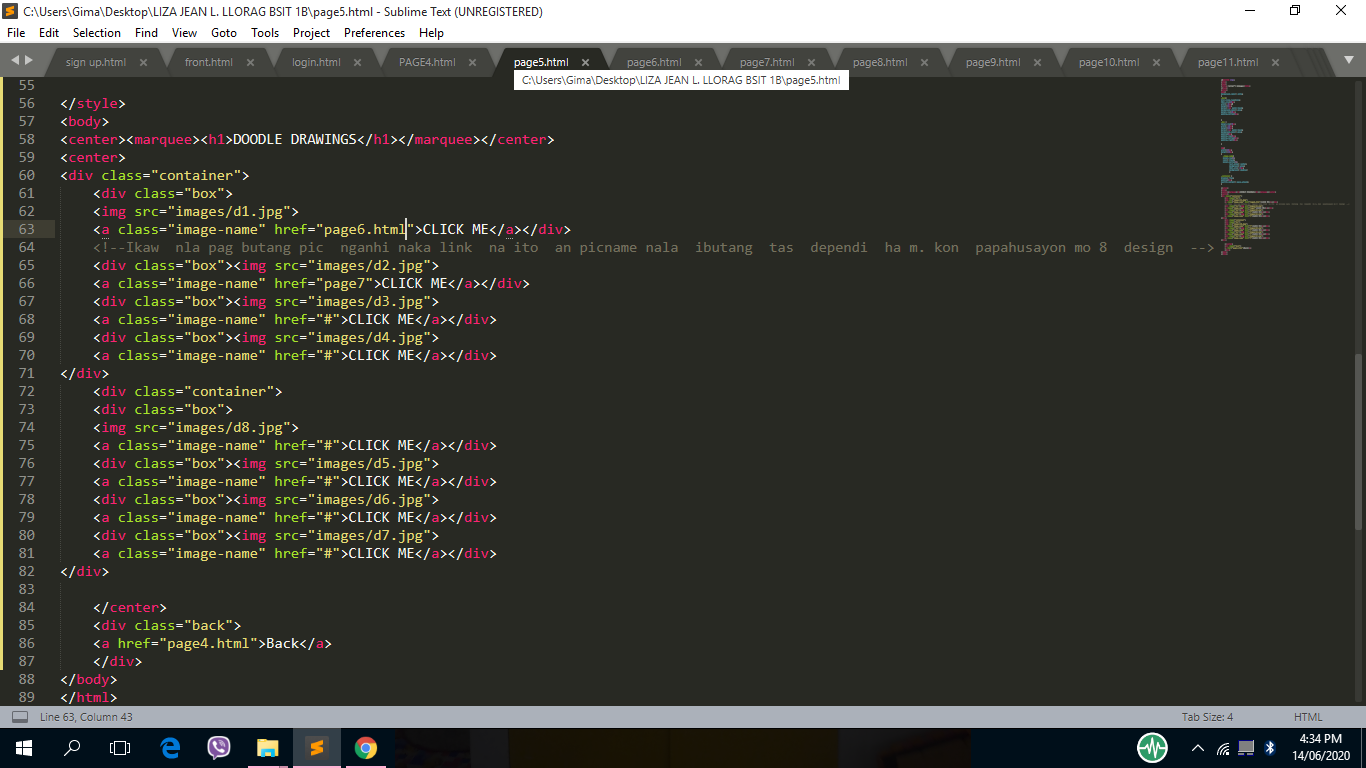 C:\Users\Gima\Desktop\LIZA JEAN L. LLORAG BSIT 1B\page5.html - Sublime Text (UNREGISTERED)
File Edit Selection Find View Goto Tools Project Preferences Help
sign up.html front.html login.html PAGE4.html page5.html page6.html page7.html page8.html page9.html page10.html page11.html
C:\Users\Gima\Desktop\LIZA JEAN L. LLORAG BSIT 1B\page5.html
55
56 </style>
57 <body>
58 <center><marquee><h1>DOODLE DRAWINGS</h1></marquee></center>
59 <center>
60 <div class="container">
61 <div class="box">
62 <img src="images/d1.jpg">
63 <a class="image-name" href="page6.html">CLICK ME</a></div>
64 <!--Ikaw nla pag butang pic nganhi naka link na ito an picname nala ibutang tas dependi ha m. kon papahusayon mo 8 design -->
65 <div class="box"><img src="images/d2.jpg">
66 <a class="image-name" href="page7">CLICK ME</a></div>
67 <div class="box"><img src="images/d3.jpg">
68 <a class="image-name" href="#">CLICK ME</a></div>
69 <div class="box"><img src="images/d4.jpg">
70 <a class="image-name" href="#">CLICK ME</a></div>
71 </div>
72 <div class="container">
73 <div class="box">
74 <img src="images/d8.jpg">
75 <a class="image-name" href="#">CLICK ME</a></div>
76 <div class="box"><img src="images/d5.jpg">
77 <a class="image-name" href="#">CLICK ME</a></div>
78 <div class="box"><img src="images/d6.jpg">
79 <a class="image-name" href="#">CLICK ME</a></div>
80 <div class="box"><img src="images/d7.jpg">
81 <a class="image-name" href="#">CLICK ME</a></div>
82 </div>
83
84 </center>
85 <div class="back">
86 <a href="page4.html">Back</a>
87 </div>
88 </body>
89 </html>
Line 63, Column 43 Tab Size: 4 HTML
4:34 PM
14/06/2020